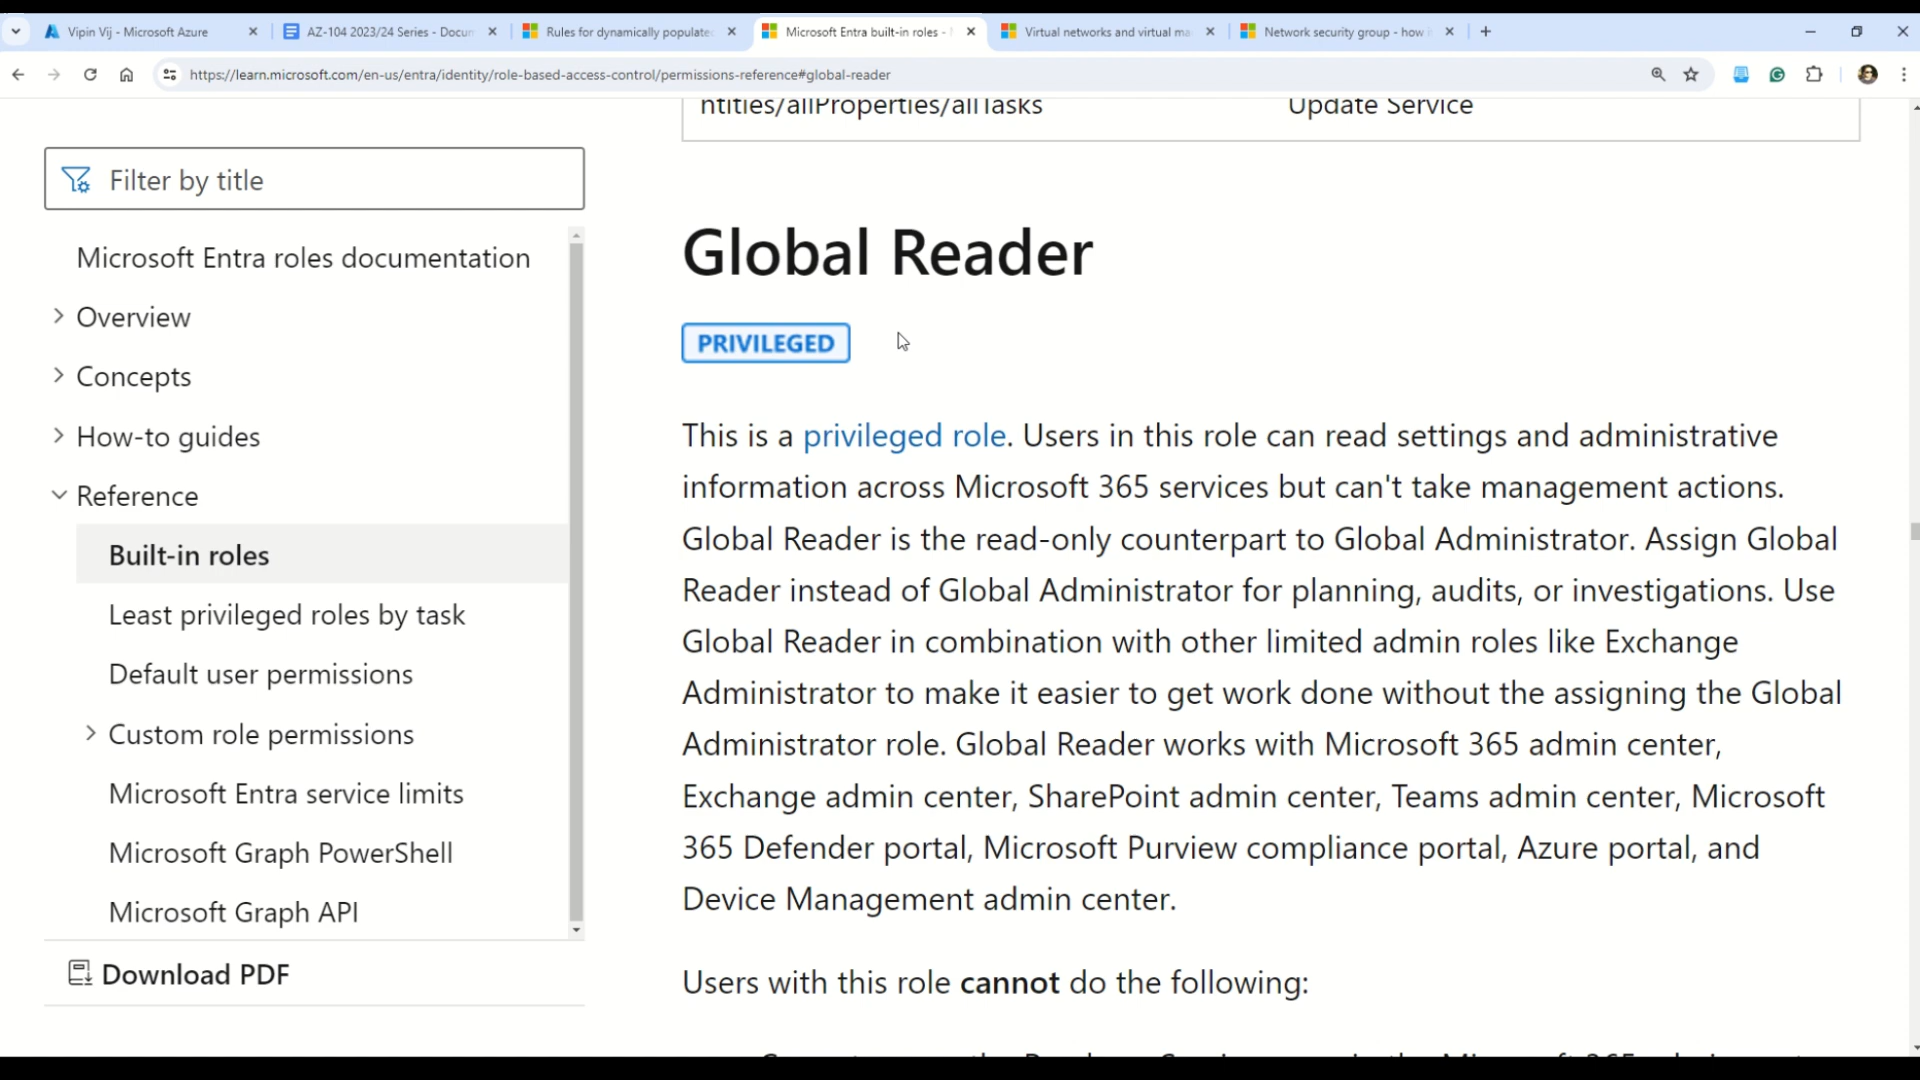 Vipin Vij - Microsoft Azure
AZ-104 2023/24 Series - Docum
Rules for dynamically populate
Microsoft Entra built-in roles -
Virtual networks and virtual ma
Network security group - how i
https://learn.microsoft.com/en-us/entra/identity/role-based-access-control/permissions-reference#global-reader
ntities/allProperties/allTasks
Update Service
Filter by title
Microsoft Entra roles documentation
Overview
Concepts
How-to guides
Reference
Built-in roles
Least privileged roles by task
Default user permissions
Custom role permissions
Microsoft Entra service limits
Microsoft Graph PowerShell
Microsoft Graph API
Download PDF
Global Reader
PRIVILEGED
This is a privileged role. Users in this role can read settings and administrative
information across Microsoft 365 services but can't take management actions.
Global Reader is the read-only counterpart to Global Administrator. Assign Global
Reader instead of Global Administrator for planning, audits, or investigations. Use
Global Reader in combination with other limited admin roles like Exchange
Administrator to make it easier to get work done without the assigning the Global
Administrator role. Global Reader works with Microsoft 365 admin center,
Exchange admin center, SharePoint admin center, Teams admin center, Microsoft
365 Defender portal, Microsoft Purview compliance portal, Azure portal, and
Device Management admin center.
Users with this role cannot do the following: